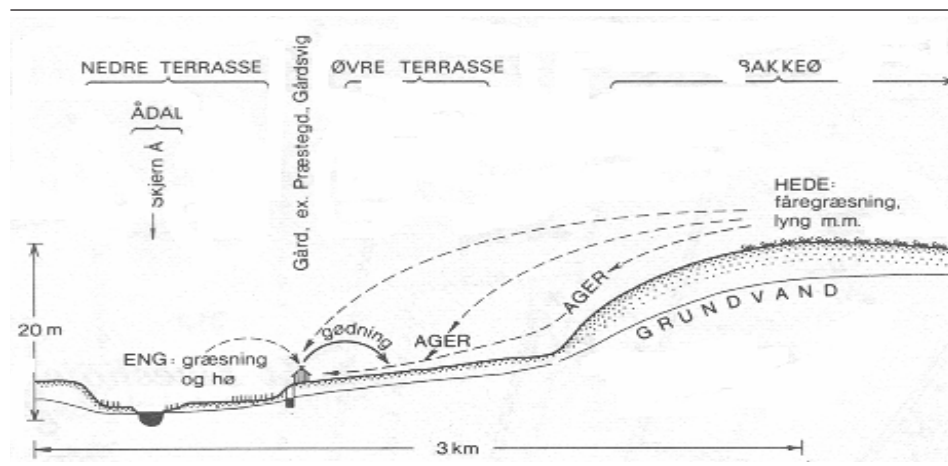 NEDRE TERRASSE
ØVRE TERRASSE
BAKKEØ
ÅDAL
Skjern Å
Gård, ex. Præstegd., Gårdsvig
HEDE:
fåregræsning,
lyng m.m.
AGER
GRUNDVAND
20 m
gødning
AGER
ENG: græsning
og hø
3 km